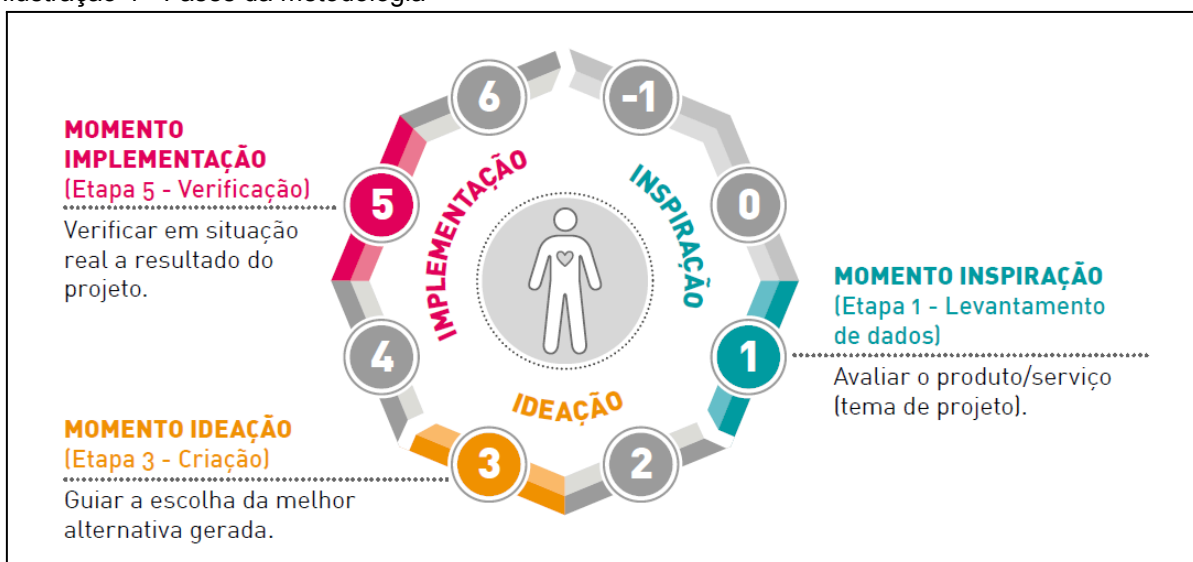 MOMENTO
IMPLEMENTAÇÃO
(Etapa 5 - Verificação)
Verificar em situação
real a resultado do
projeto.
6
-1
5
0
4
1
3
2
IMPLEMENTAÇÃO
INSPIRAÇÃO
IDEAÇÃO
MOMENTO INSPIRAÇÃO
(Etapa 1 - Levantamento
de dados)
Avaliar o produto/serviço
(tema de projeto).
MOMENTO IDEAÇÃO
(Etapa 3 - Criação)
Guiar a escolha da melhor
alternativa gerada.